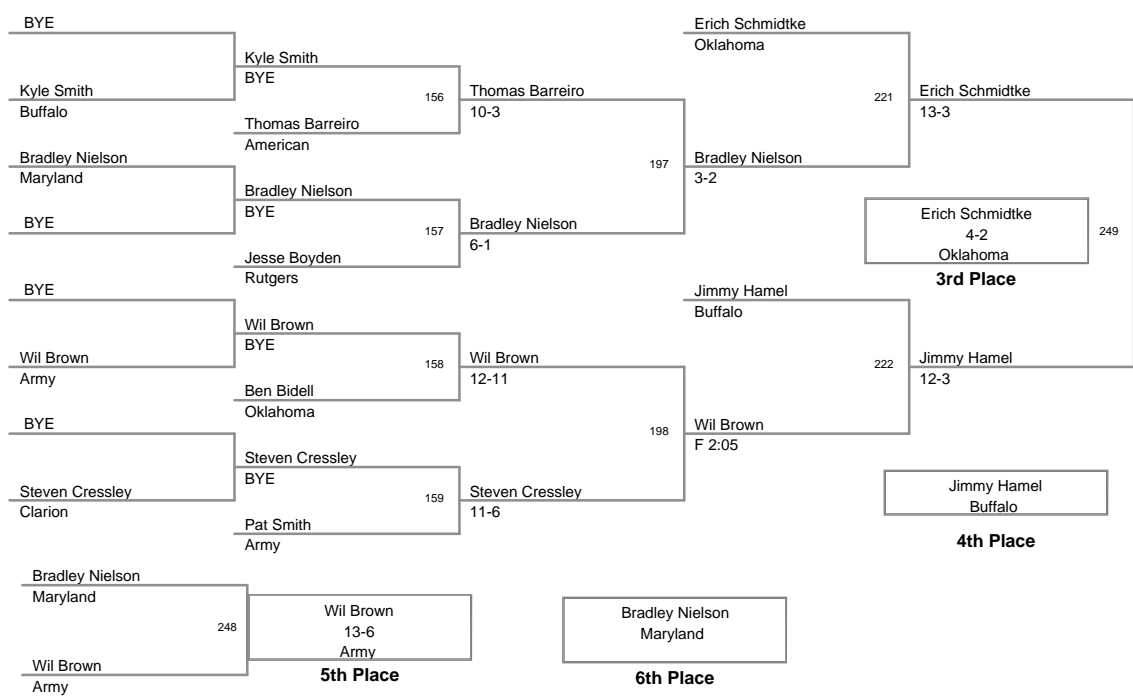 BYE
Kyle Smith
Buffalo
Bradley Nielson
Maryland
BYE
BYE
Wil Brown
Army
BYE
Steven Cressley
Clarion
Kyle Smith
BYE
156
Thomas Barreiro
American
Bradley Nielson
BYE
157
Jesse Boyden
Rutgers
Wil Brown
BYE
158
Ben Bidell
Oklahoma
Steven Cressley
BYE
159
Pat Smith
Army
Thomas Barreiro
10-3
197
Bradley Nielson
6-1
Wil Brown
12-11
198
Steven Cressley
11-6
Erich Schmidtke
Oklahoma
221
Bradley Nielson
3-2
Jimmy Hamel
Buffalo
222
Wil Brown
F 2:05
Erich Schmidtke
13-3
Erich Schmidtke
4-2
Oklahoma
249
3rd Place
Jimmy Hamel
12-3
Jimmy Hamel
Buffalo
4th Place
Bradley Nielson
Maryland
248
Wil Brown
Army
Wil Brown
13-6
Army
5th Place
Bradley Nielson
Maryland
6th Place